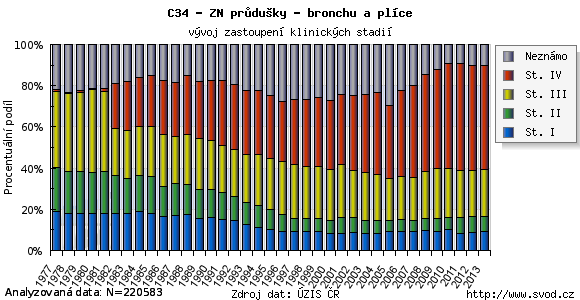 C34 - ZN průdušky - bronchu a plíce
vývoj zastoupení klinických stadií
Procentuální podíl
100%
80%
60%
40%
20%
0%
Neznámo
St. IV
St. III
St. II
St. I
1977 1978 1979 1980 1981 1982 1983 1984 1985 1986 1987 1988 1989 1990 1991 1992 1993 1994 1995 1996 1997 1998 1999 2000 2001 2002 2003 2004 2005 2006 2007 2008 2009 2010 2011 2012 2013
Analyzovaná data: N=220583
Zdroj dat: ÚZIS ČR
http://www.svod.cz